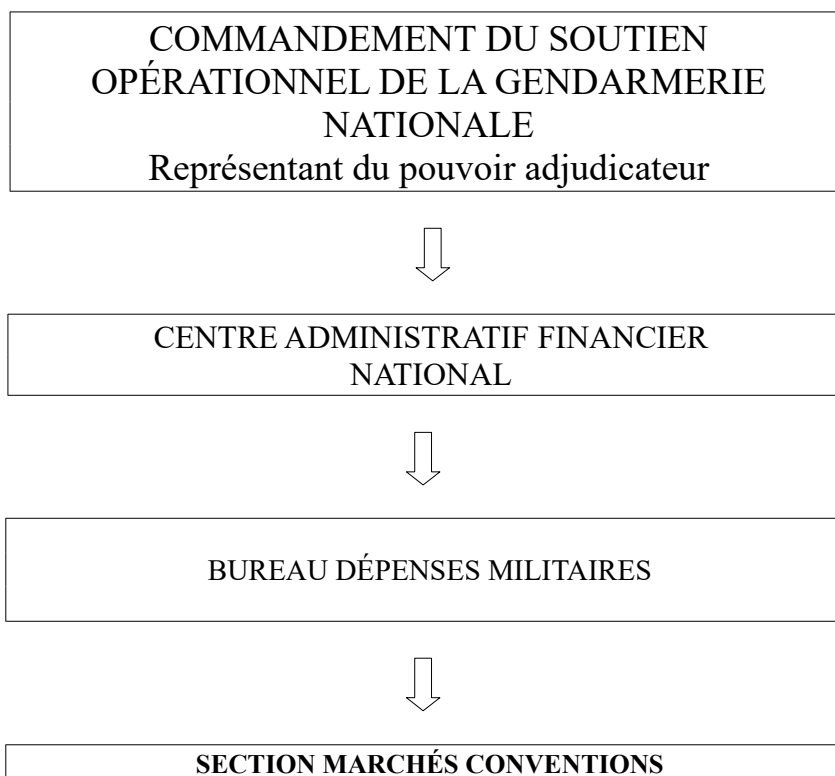 COMMANDEMENT DU SOUTIEN
OPÉRATIONNEL DE LA GENDARMERIE
NATIONALE
Représentant du pouvoir adjudicateur
CENTRE ADMINISTRATIF FINANCIER
NATIONAL
BUREAU DÉPENSES MILITAIRES
SECTION MARCHÉS CONVENTIONS